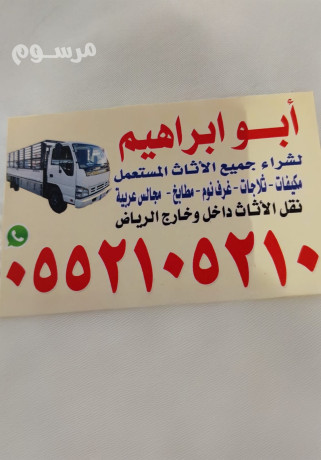 مرسوم
أبو ابراهيم
لشراء جميع الأثاث المستعمل
مكيفات - ثلاجات - غرف نوم - مطابخ - مجالس عربية
نقل الأثاث داخل وخارج الرياض
٠٥٥٢١٠٥٢١٠